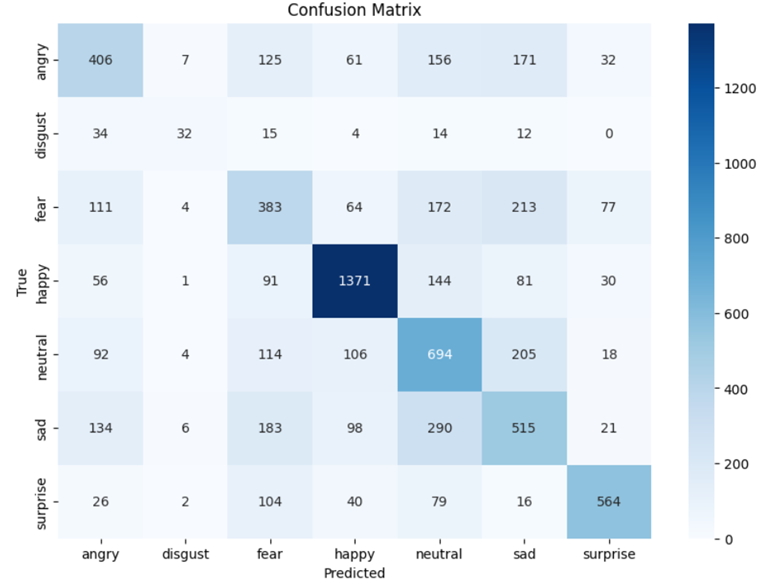 Confusion Matrix
angry 406 7 125 61 156 171 32
disgust 34 32 15 4 14 12 0
fear 111 4 383 64 172 213 77
happy 56 1 91 1371 144 81 30
neutral 92 4 114 106 694 205 18
sad 134 6 183 98 290 515 21
surprise 26 2 104 40 79 16 564
True
angry disgust fear happy neutral sad surprise
Predicted
1200
1000
800
600
400
200
0